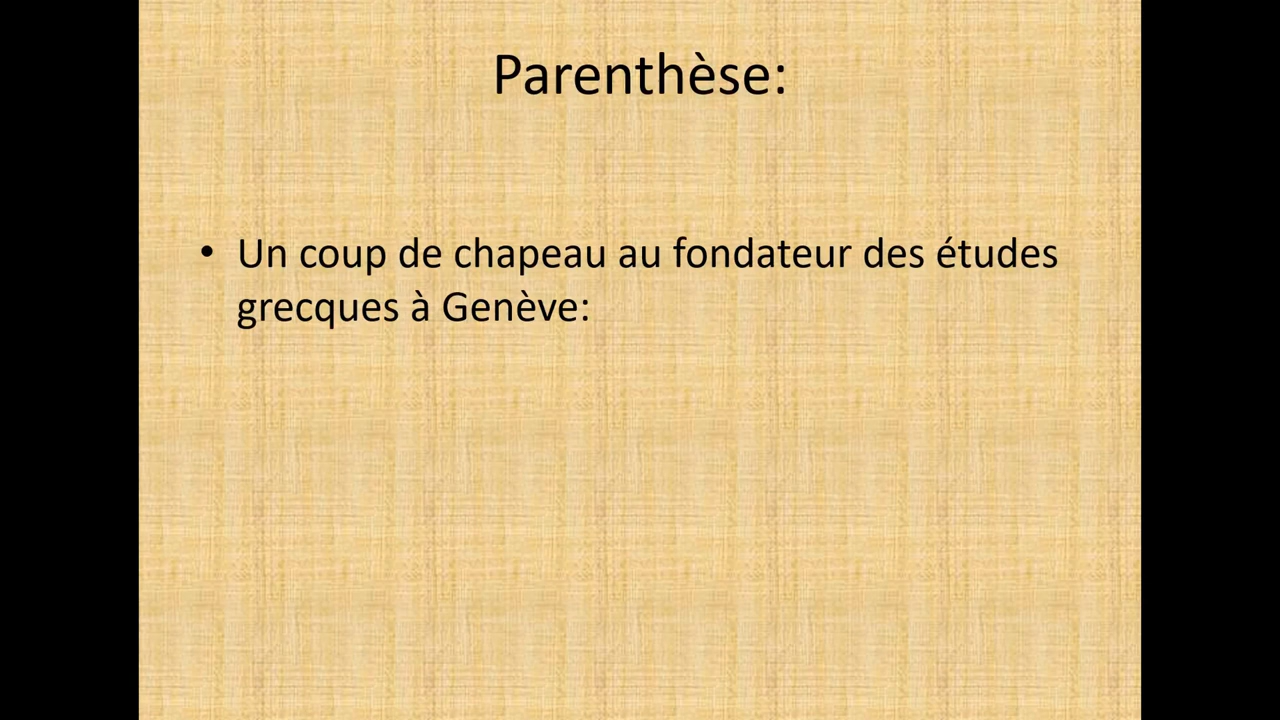 Parenthèse:
• Un coup de chapeau au fondateur des études
grecques à Genève: